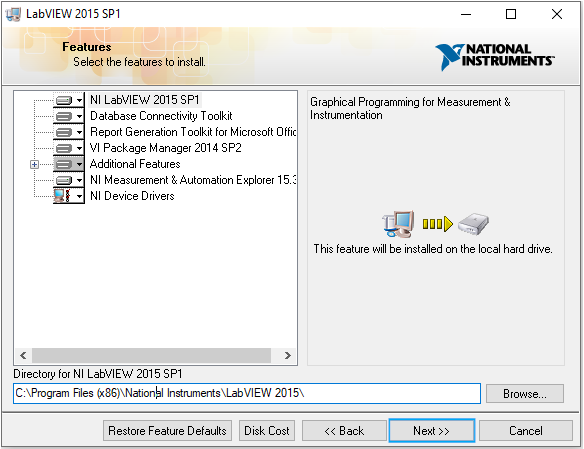 LabVIEW 2015 SP1
Features
Select the features to install.
NATIONAL
INSTRUMENTS™
NI LabVIEW 2015 SP1
Database Connectivity Toolkit
Report Generation Toolkit for Microsoft Offic
VI Package Manager 2014 SP2
Additional Features
NI Measurement & Automation Explorer 15.3
NI Device Drivers
Graphical Programming for Measurement &
Instrumentation
This feature will be installed on the local hard drive.
Directory for NI LabVIEW 2015 SP1
C:\Program Files (x86)\National Instruments\LabVIEW 2015\
Browse...
Restore Feature Defaults
Disk Cost
<< Back
Next >>
Cancel